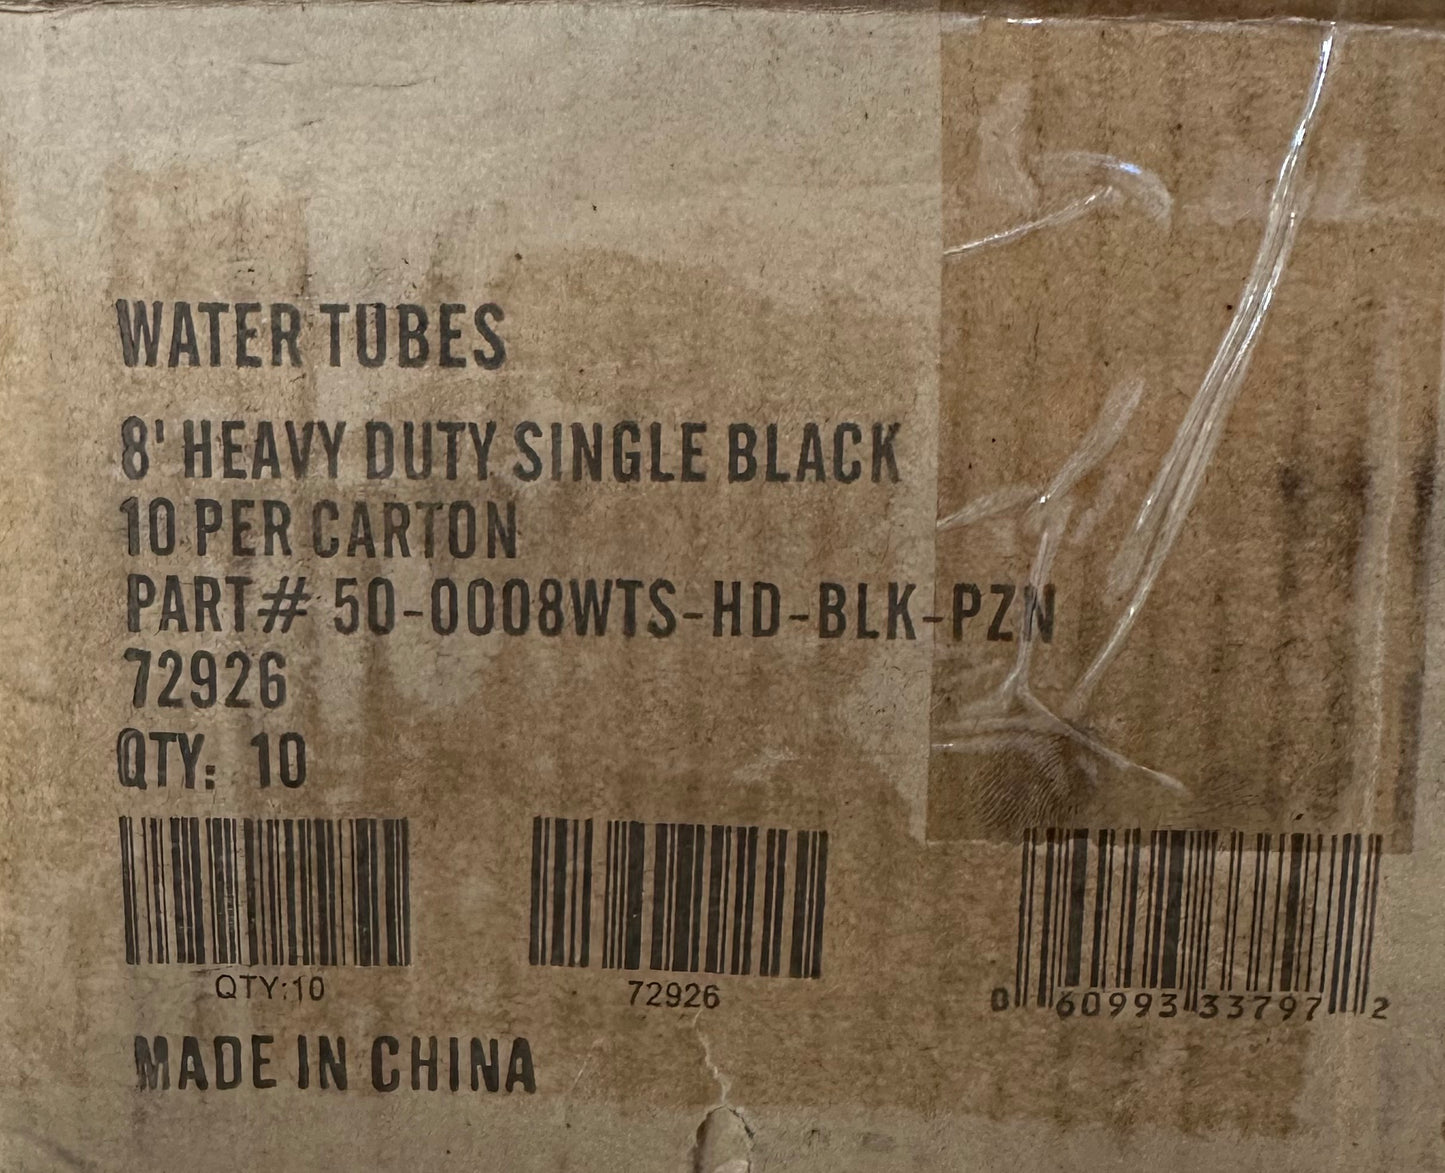 WATER TUBES
8' HEAVY DUTY SINGLE BLACK
10 PER CARTON
PART# 50-0008WTS-HD-BLK-PZN
72926
QTY: 10
QTY:10
72926
0 60993 33797 2
MADE IN CHINA